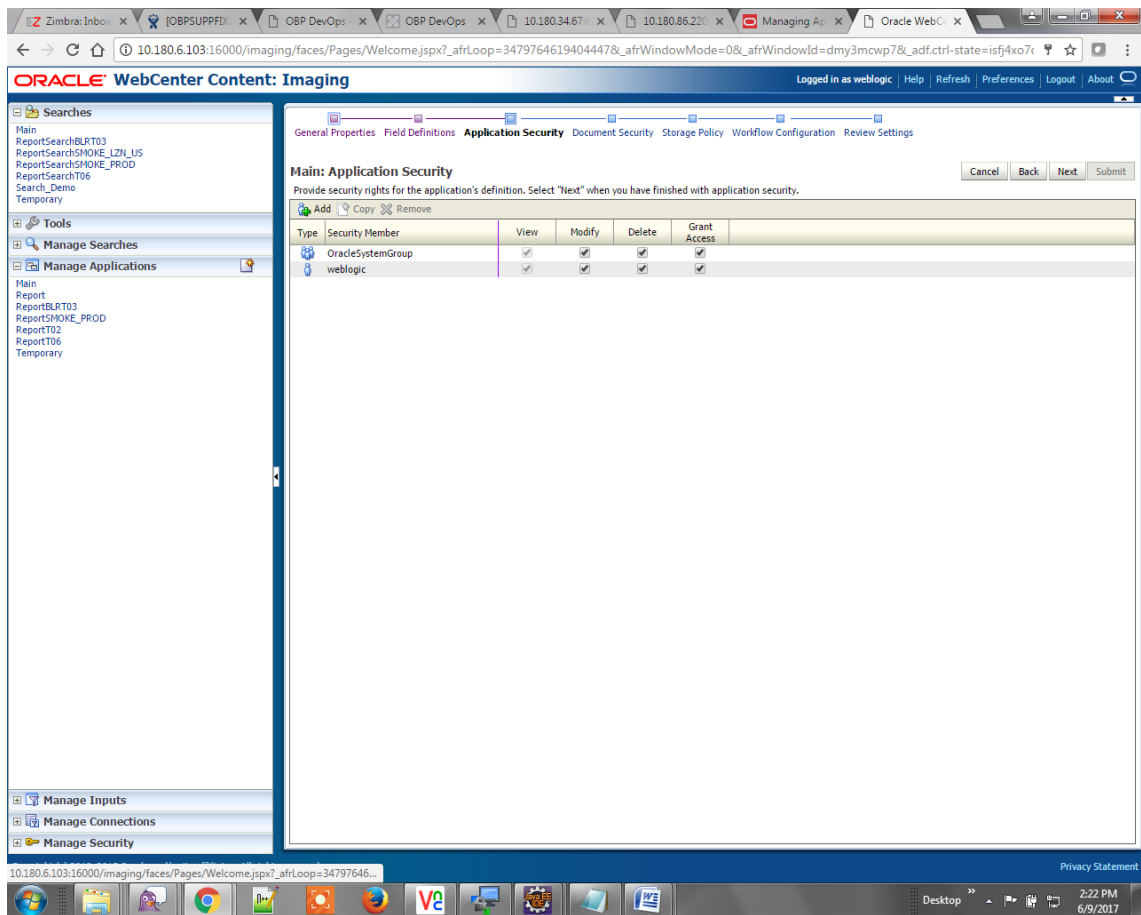 Zimbra: Inbox
[OBPSUPPFIX
OBP DevOps
OBP DevOps
10.180.34.67:
10.180.86.220
Managing Ap
Oracle WebCe
10.180.6.103:16000/imaging/faces/Pages/Welcome.jspx?_afrLoop=347976461940447&_afrWindowMode=0&_afrWindowId=dmy3mcwp7&_adf.ctrl-state=isfj4xo7c
ORACLE WebCenter Content: Imaging
Logged in as weblogic Help Refresh Preferences Logout About
Searches
Main
ReportSearchBLRT03
ReportSearchSMOKE_LZN_US
ReportSearchSMOKE_PROD
ReportSearchT06
Search_Demo
Temporary
Tools
Manage Searches
Manage Applications
Main
Report
ReportBLRT03
ReportSMOKE_PROD
ReportT02
ReportT06
Temporary
Manage Inputs
Manage Connections
Manage Security
General Properties Field Definitions Application Security Document Security Storage Policy Workflow Configuration Review Settings
Main: Application Security
Cancel Back Next Submit
Provide security rights for the application's definition. Select "Next" when you have finished with application security.
Add Copy Remove
Type Security Member View Modify Delete Grant Access
OracleSystemGroup
weblogic
Privacy Statement
10.180.6.103:16000/imaging/faces/Pages/Welcome.jspx?_afrLoop=34797646...
Desktop
2:22 PM
6/9/2017